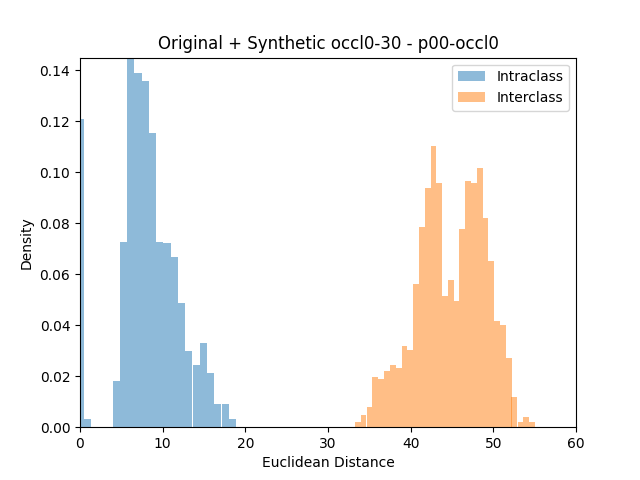 Original + Synthetic occl0-30 - p00-occl0
Intraclass
Interclass
Density
0.14
0.12
0.10
0.08
0.06
0.04
0.02
0.00
0 10 20 30 40 50 60
Euclidean Distance